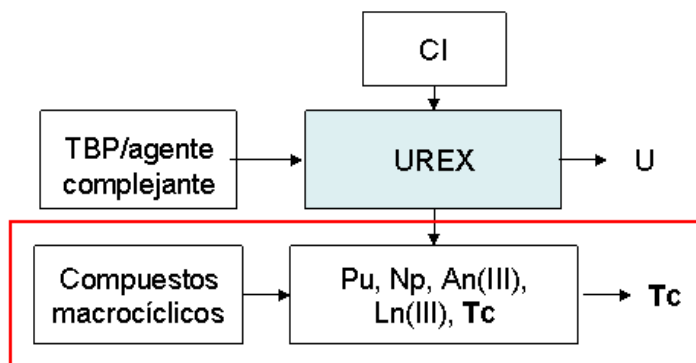 CI
TBP/agente
complejante
UREX
U
Compuestos
macrocíclicos
Pu, Np, An(III),
Ln(III), Tc
Tc